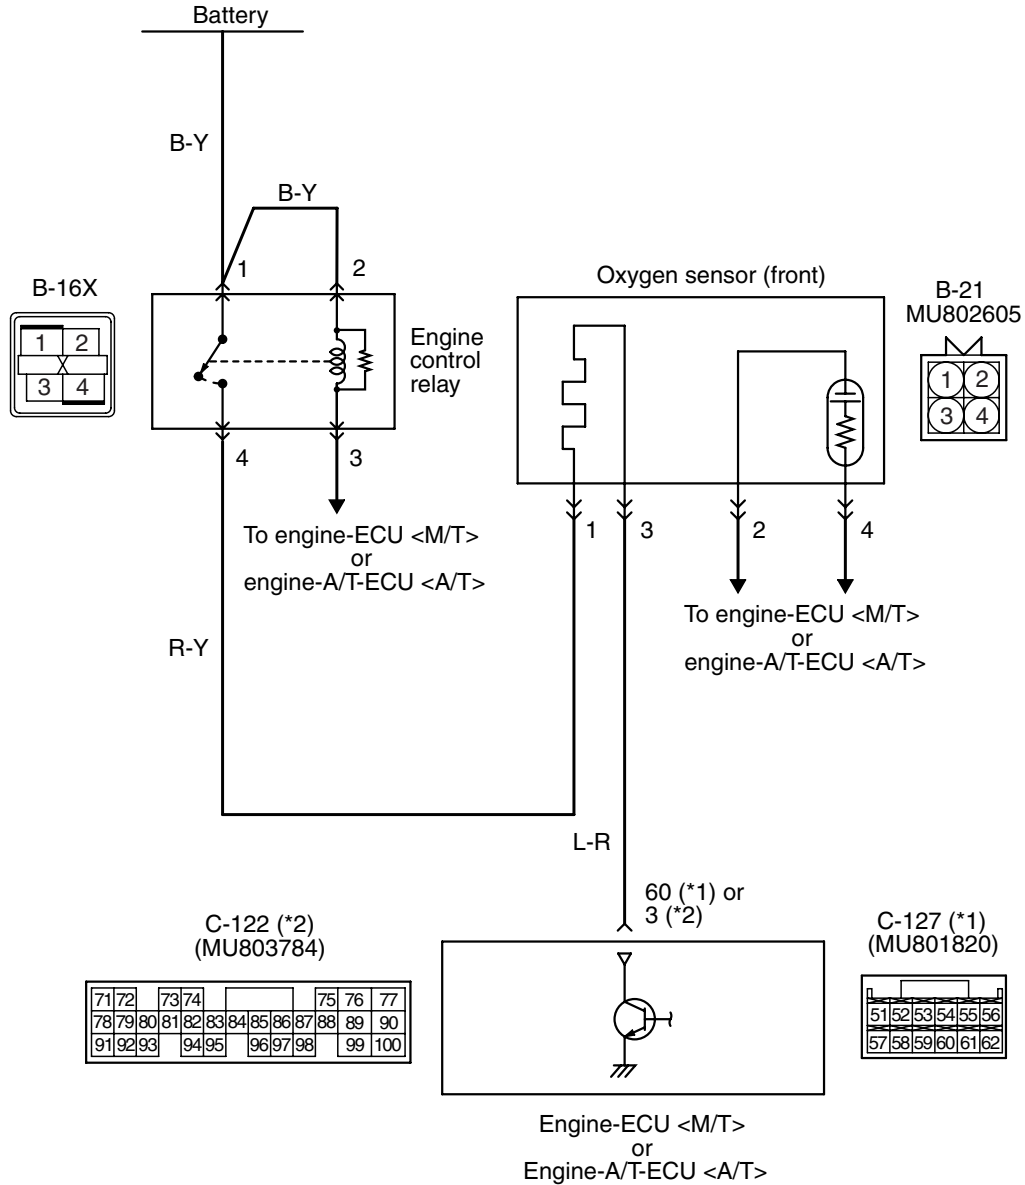 Battery
B-Y
B-Y
1
2
B-16X
1 2
X
3 4
Engine
control
relay
4
3
To engine-ECU <M/T>
or
engine-A/T-ECU <A/T>
Oxygen sensor (front)
B-21
MU802605
1 2
3 4
1
3
2
4
To engine-ECU <M/T>
or
engine-A/T-ECU <A/T>
R-Y
L-R
60 (*1) or
3 (*2)
C-122 (*2)
(MU803784)
71 72 73 74 75 76 77
78 79 80 81 82 83 84 85 86 87 88 89 90
91 92 93 94 95 96 97 98 99 100
C-127 (*1)
(MU801820)
51 52 53 54 55 56
57 58 59 60 61 62
Engine-ECU <M/T>
or
Engine-A/T-ECU <A/T>